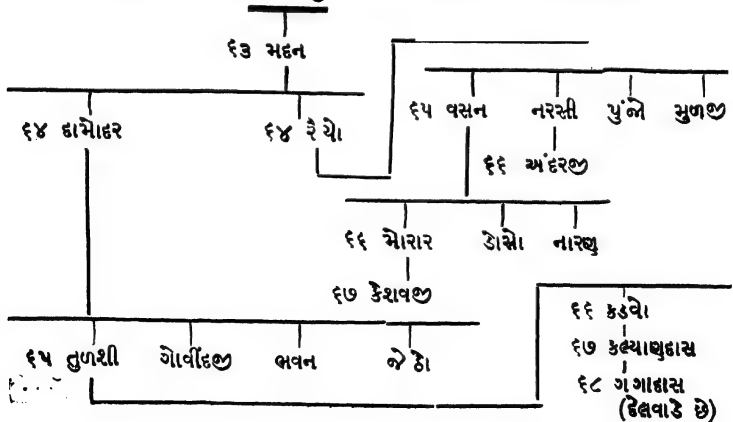 ૬૩ મદન
૬૫ વસન નરસી પુંજો મુળજી
૬૪ દામોદર ૬૪ રૈયો
૬૬ અંદરજી
૬૬ મોરાર ડોસો નારણ
૬૭ કેશવજી
૬૬ કડવો
૬૫ તુળશી ગોવીંદજી ભવન જેઠો ૬૭ કલ્યાણદાસ
૬૮ ગગાદાસ
(દેલવાડે છે)